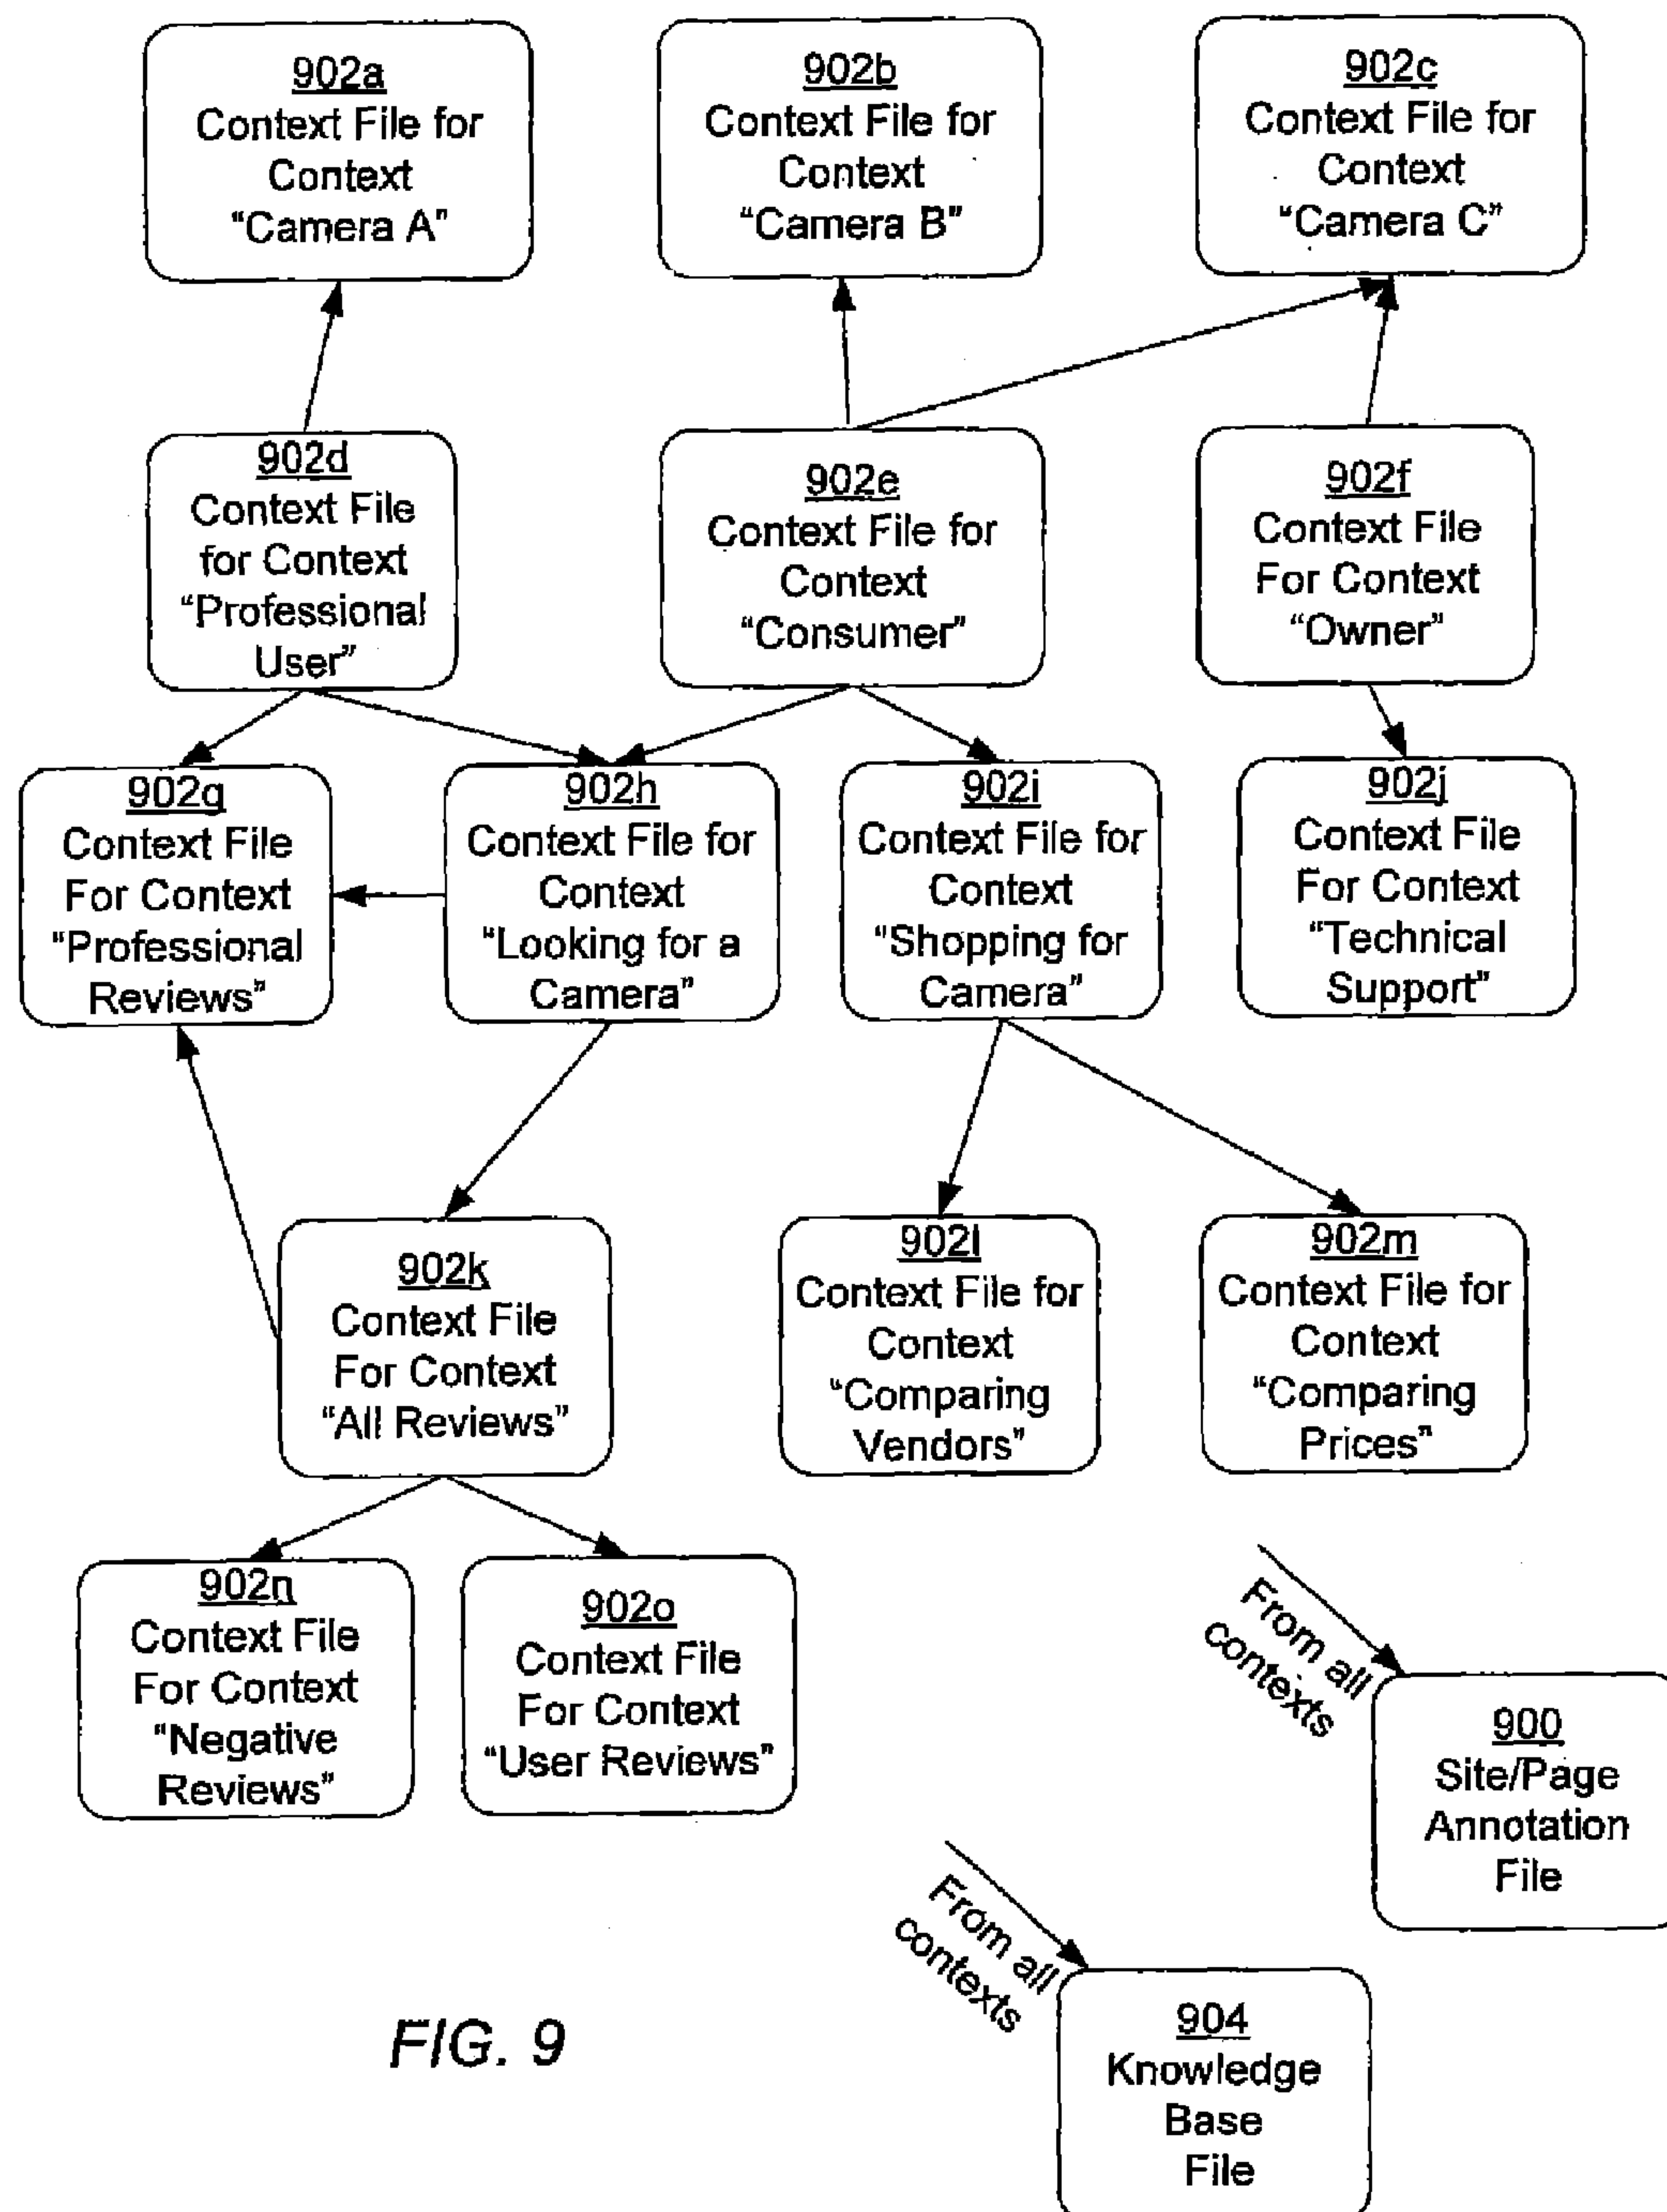 902a
Context File for
Context
“Camera A”
902b
Context File for
Context
“Camera B”
902c
Context File for
Context
“Camera C”
902d
Context File
for Context
“Professional
User”
902e
Context File for
Context
“Consumer”
902f
Context File
For Context
“Owner”
902g
Context File
For Context
“Professional
Reviews”
902h
Context File for
Context
“Looking for a
Camera”
902i
Context File for
Context
“Shopping for
Camera”
902j
Context File
For Context
“Technical
Support”
902k
Context File
For Context
“All Reviews”
902l
Context File for
Context
“Comparing
Vendors”
902m
Context File for
Context
“Comparing
Prices”
902n
Context File
For Context
“Negative
Reviews”
902o
Context File
For Context
“User Reviews”
From all
contexts
900
Site/Page
Annotation
File
From all
contexts
904
Knowledge
Base
File
FIG. 9